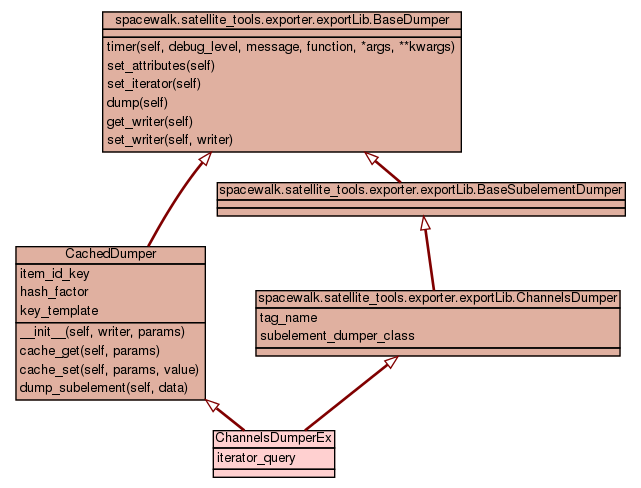 spacewalk.satellite_tools.exporter.exportLib.BaseDumper
timer(self, debug_level, message, function, *args, **kwargs)
set_attributes(self)
set_iterator(self)
dump(self)
get_writer(self)
set_writer(self, writer)
spacewalk.satellite_tools.exporter.exportLib.BaseSubelementDumper
CachedDumper
item_id_key
hash_factor
key_template
__init__(self, writer, params)
cache_get(self, params)
cache_set(self, params, value)
dump_subelement(self, data)
spacewalk.satellite_tools.exporter.exportLib.ChannelsDumper
tag_name
subelement_dumper_class
ChannelsDumperEx
iterator_query